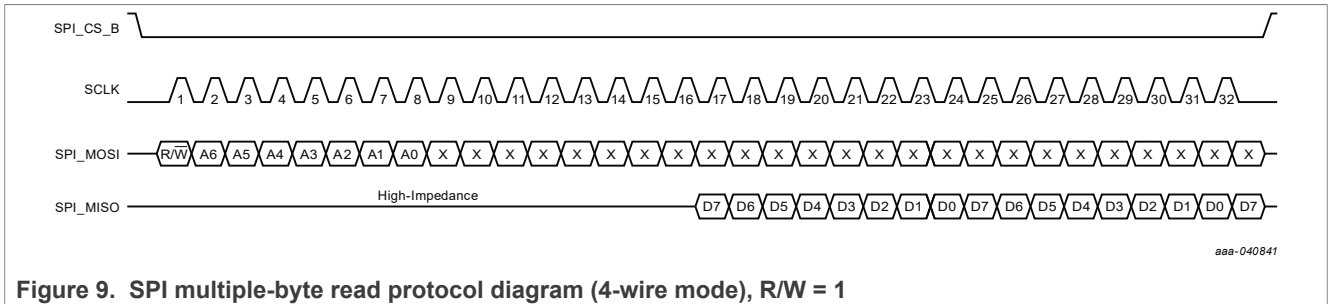 SPI_CS_B
SCLK 1 2 3 4 5 6 7 8 9 10 11 12 13 14 15 16 17 18 19 20 21 22 23 24 25 26 27 28 29 30 31 32
SPI_MOSI R/W̅ A6 A5 A4 A3 A2 A1 A0 X X X X X X X X X X X X X X X X X X X X X X X X X
SPI_MISO High-Impedance D7 D6 D5 D4 D3 D2 D1 D0 D7 D6 D5 D4 D3 D2 D1 D0 D7
aaa-040841
Figure 9. SPI multiple-byte read protocol diagram (4-wire mode), R/W = 1